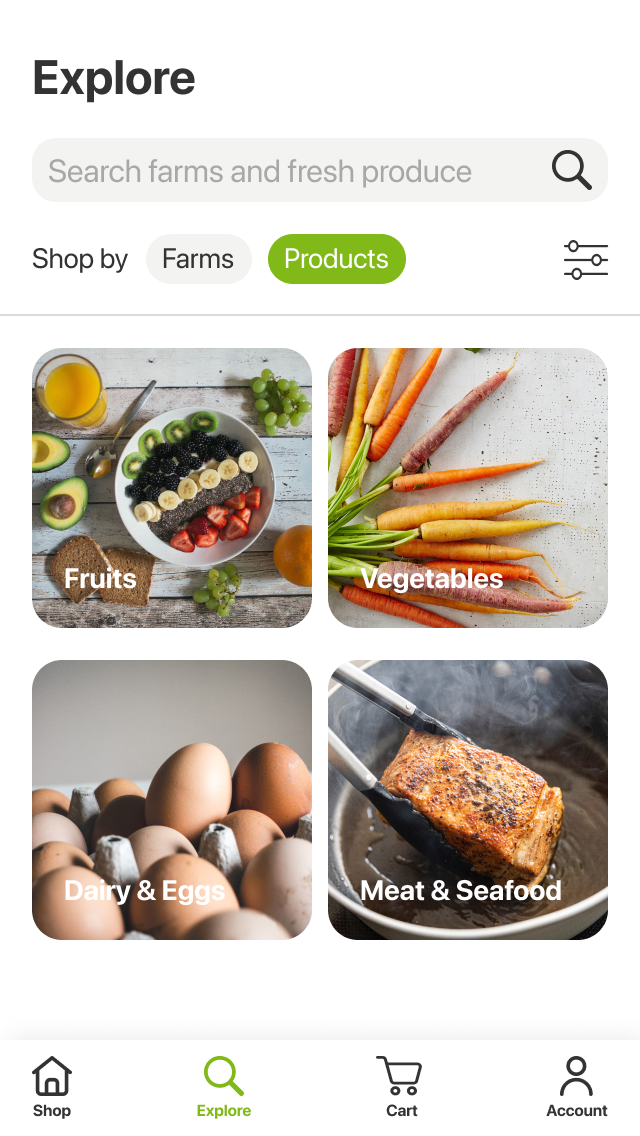 Explore
Search farms and fresh produce
Shop by Farms Products
Fruits
Vegetables
Dairy & Eggs
Meat & Seafood
Shop
Explore
Cart
Account